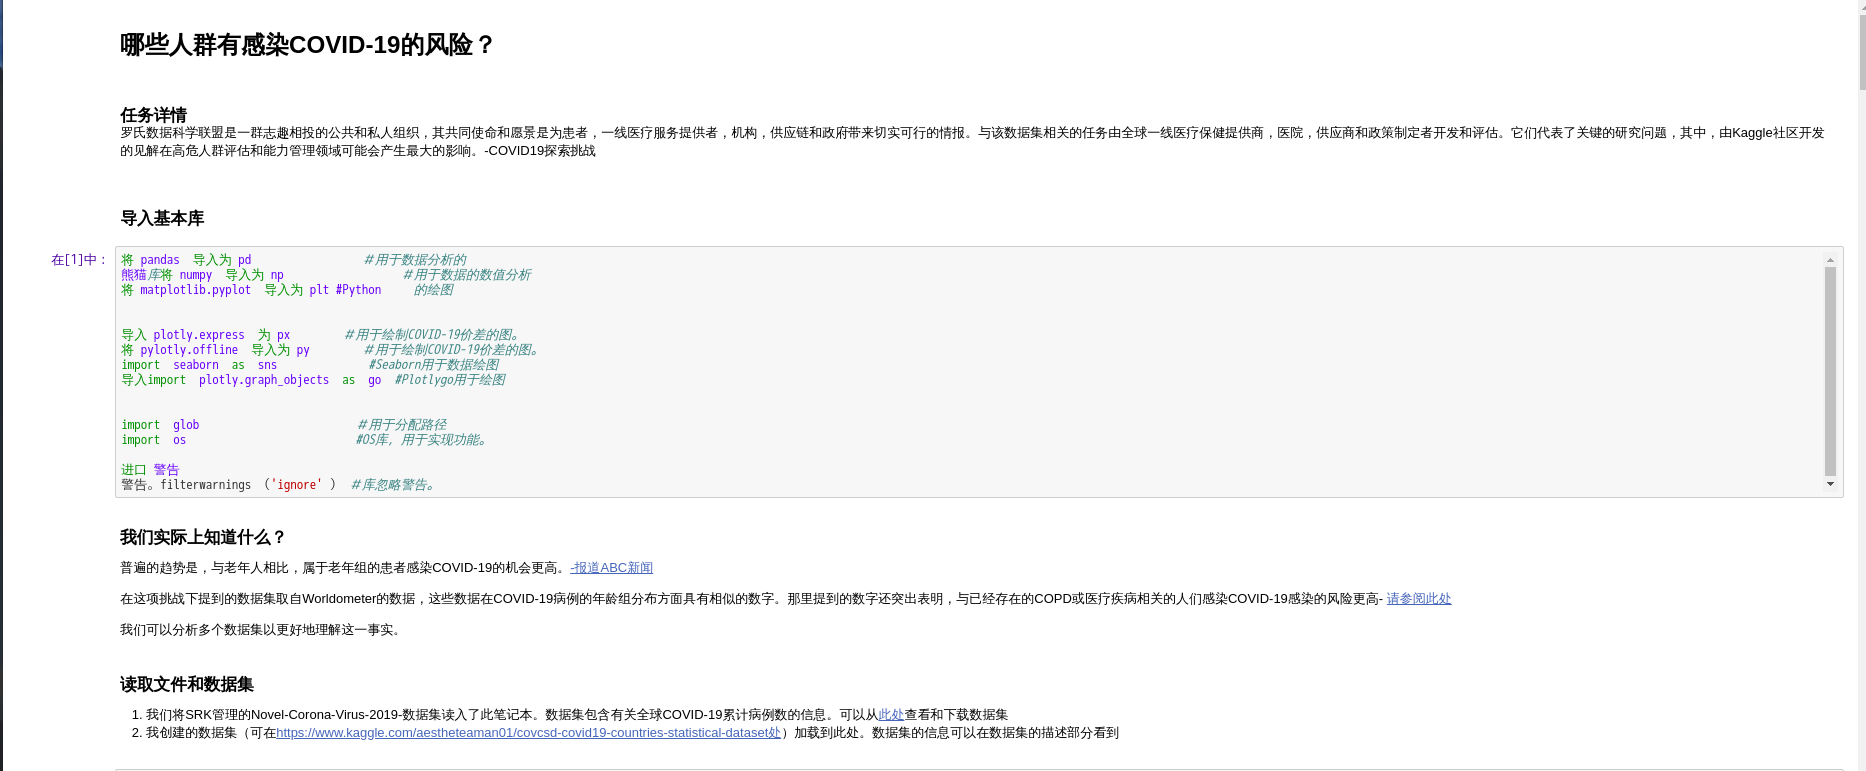 哪些人群有感染COVID-19的风险？
任务详情
罗氏数据科学联盟是一群志趣相投的公共和私人组织，其共同使命和愿景是为患者，一线医疗服务提供者，机构，供应链和政府带来切实可行的情报。与该数据集相关的任务由全球一线医疗保健提供商，医院，供应商和政策制定者开发和评估。它们代表了关键的研究问题，其中，由Kaggle社区开发
的见解在高危人群评估和能力管理领域可能会产生最大的影响。-COVID19探索挑战
导入基本库
在[1]中：
将 pandas 导入为 pd #用于数据分析的
熊猫库将 numpy 导入为 np #用于数据的数值分析
将 matplotlib.pyplot 导入为 plt #Python 的绘图
导入 plotly.express 为 px #用于绘制COVID-19价差的图。
将 pylotly.offline 导入为 py #用于绘制COVID-19价差的图。
import seaborn as sns #Seaborn用于数据绘图
导入import plotly.graph_objects as go #Plotlygo用于绘图
import glob #用于分配路径
import os #OS库，用于实现功能。
进口 警告
警告。filterwarnings （'ignore' ） #库忽略警告。
我们实际上知道什么？
普遍的趋势是，与老年人相比，属于老年组的患者感染COVID-19的机会更高。-报道ABC新闻
在这项挑战下提到的数据集取自Worldometer的数据，这些数据在COVID-19病例的年龄组分布方面具有相似的数字。那里提到的数字还突出表明，与已经存在的COPD或医疗疾病相关的人们感染COVID-19感染的风险更高- 请参阅此处
我们可以分析多个数据集以更好地理解这一事实。
读取文件和数据集
1. 我们将SRK管理的Novel-Corona-Virus-2019-数据集读入了此笔记本。数据集包含有关全球COVID-19累计病例数的信息。可以从此处查看和下载数据集
2. 我创建的数据集（可在https://www.kaggle.com/aestheteaman01/covcsd-covid19-countries-statistical-dataset处）加载到此处。数据集的信息可以在数据集的描述部分看到